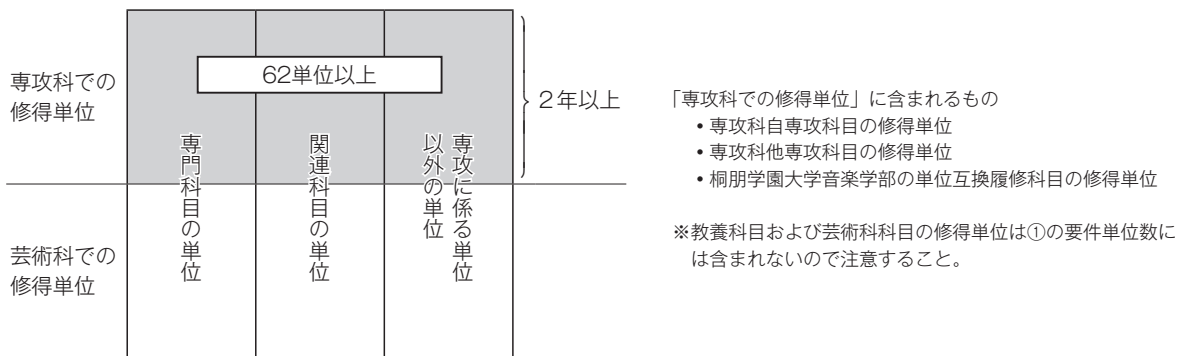 専攻科での
修得単位
62単位以上
2年以上
専門科目の単位
関連科目の単位
専攻に係る単位
以外の単位
芸術科での
修得単位
「専攻科での修得単位」に含まれるもの
•専攻科自専攻科目の修得単位
•専攻科他専攻科目の修得単位
•桐朋学園大学音楽学部の単位互換履修科目の修得単位
※教養科目および芸術科科目の修得単位は①の要件単位数に
は含まれないので注意すること。